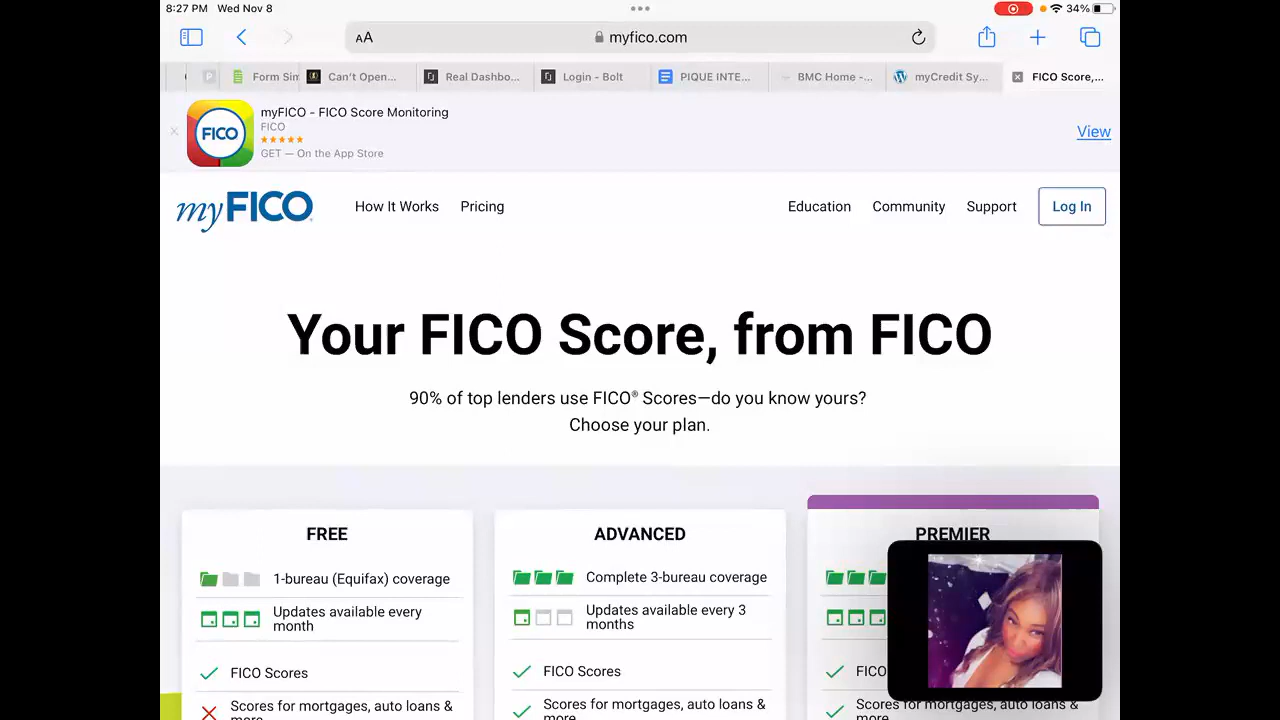 8:27 PM Wed Nov 8
34%
AA
myfico.com
Form Sin
Can't Open...
Real Dashbo...
Login - Bolt
PIQUE INTE...
BMC Home -...
myCredit Sy...
FICO Score,...
FICO
myFICO - FICO Score Monitoring
FICO
GET — On the App Store
View
myFICO
How It Works
Pricing
Education
Community
Support
Log In
Your FICO Score, from FICO
90% of top lenders use FICO® Scores—do you know yours?
Choose your plan.
FREE
1-bureau (Equifax) coverage
Updates available every
month
FICO Scores
Scores for mortgages, auto loans &
more
ADVANCED
Complete 3-bureau coverage
Updates available every 3
months
FICO Scores
Scores for mortgages, auto loans &
more
PREMIER
FICO
Scores for mortgages, auto loans &
more